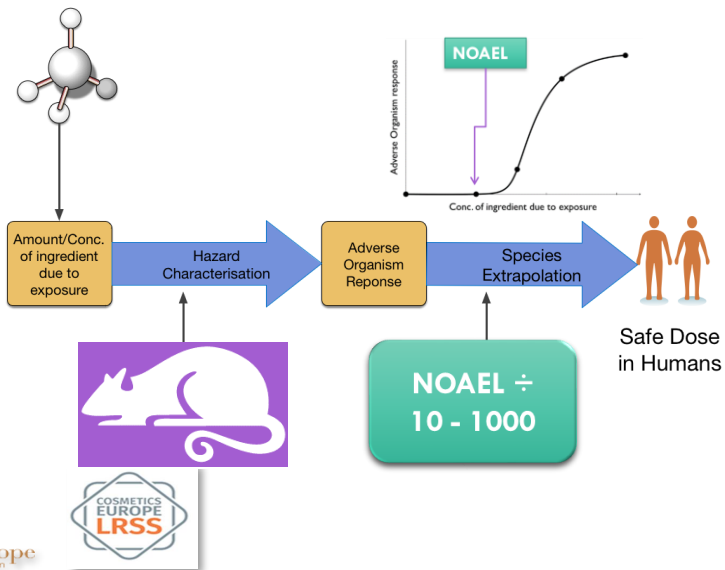 NOAEL
Adverse Organism response
Conc. of ingredient due to exposure
Amount/Conc.
of ingredient
due to
exposure
Hazard
Characterisation
Adverse
Organism
Reponse
Species
Extrapolation
Safe Dose
in Humans
NOAEL ÷
10 - 1000
COSMETICS
EUROPE
LRSS